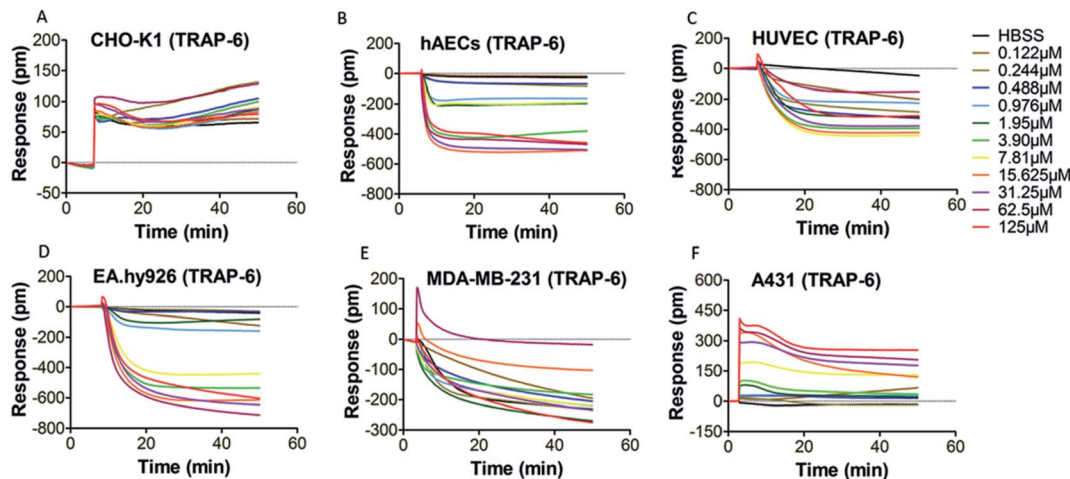 A
CHO-K1 (TRAP-6)
Response (pm)
200
150
100
50
0
-50
0 20 40 60
Time (min)
B
hAECs (TRAP-6)
Response (pm)
200
0
-200
-400
-600
-800
0 20 40 60
Time (min)
C
HUVEC (TRAP-6)
Response (pm)
200
0
-200
-400
-600
-800
0 20 40 60
Time (min)
HBSS
0.122µM
0.244µM
0.488µM
0.976µM
1.95µM
3.90µM
7.81µM
15.625µM
31.25µM
62.5µM
125µM
D
EA.hy926 (TRAP-6)
Response (pm)
200
0
-200
-400
-600
-800
0 20 40 60
Time (min)
E
MDA-MB-231 (TRAP-6)
Response (pm)
200
100
0
-100
-200
-300
0 20 40 60
Time (min)
F
A431 (TRAP-6)
Response (pm)
600
450
300
150
0
-150
0 20 40 60
Time (min)